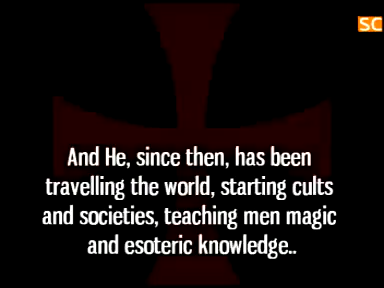 SC
And He, since then, has been
travelling the world, starting cults
and societies, teaching men magic
and esoteric knowledge..